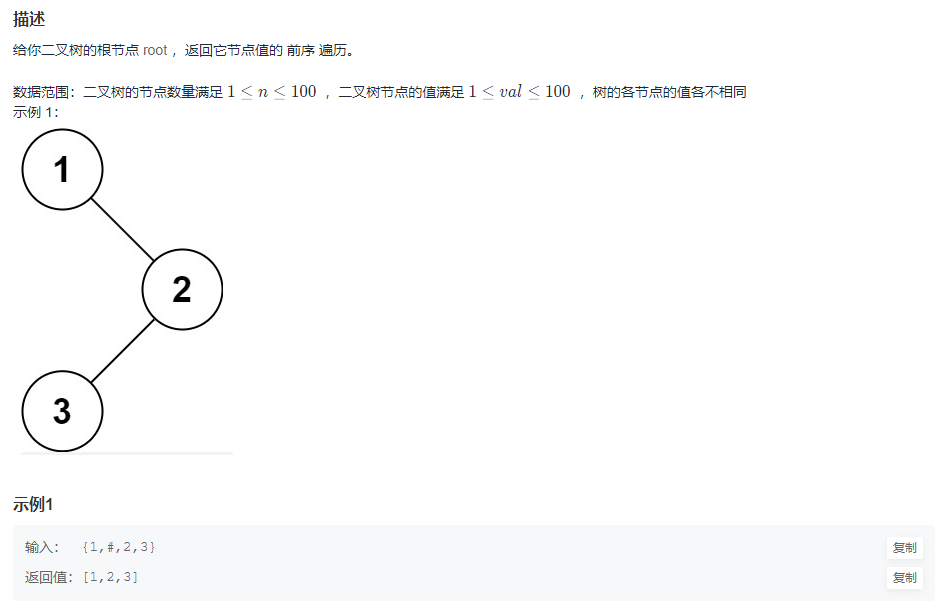 描述
给你二叉树的根节点 root ，返回它节点值的 前序 遍历。
数据范围：二叉树的节点数量满足 1 ≤ n ≤ 100 ，二叉树节点的值满足 1 ≤ val ≤ 100 ，树的各节点的值各不相同
示例 1：
1
2
3
示例1
输入： {1,#,2,3} 复制
返回值：[1,2,3] 复制